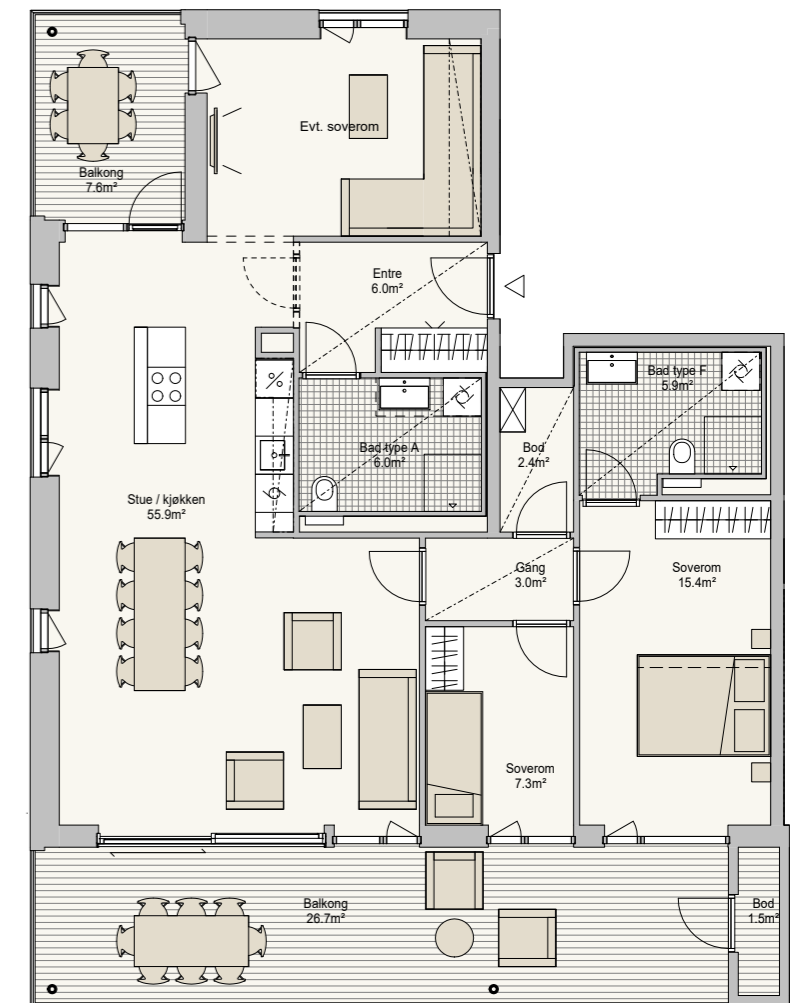 Evt. soverom
Balkong
7.6m²
Entre
6.0m²
Bad type F
5.9m²
Bad type A
6.0m²
Bod
2.4m²
Stue / kjøkken
55.9m²
Gang
3.0m²
Soverom
15.4m²
Soverom
7.3m²
Balkong
26.7m²
Bod
1.5m²